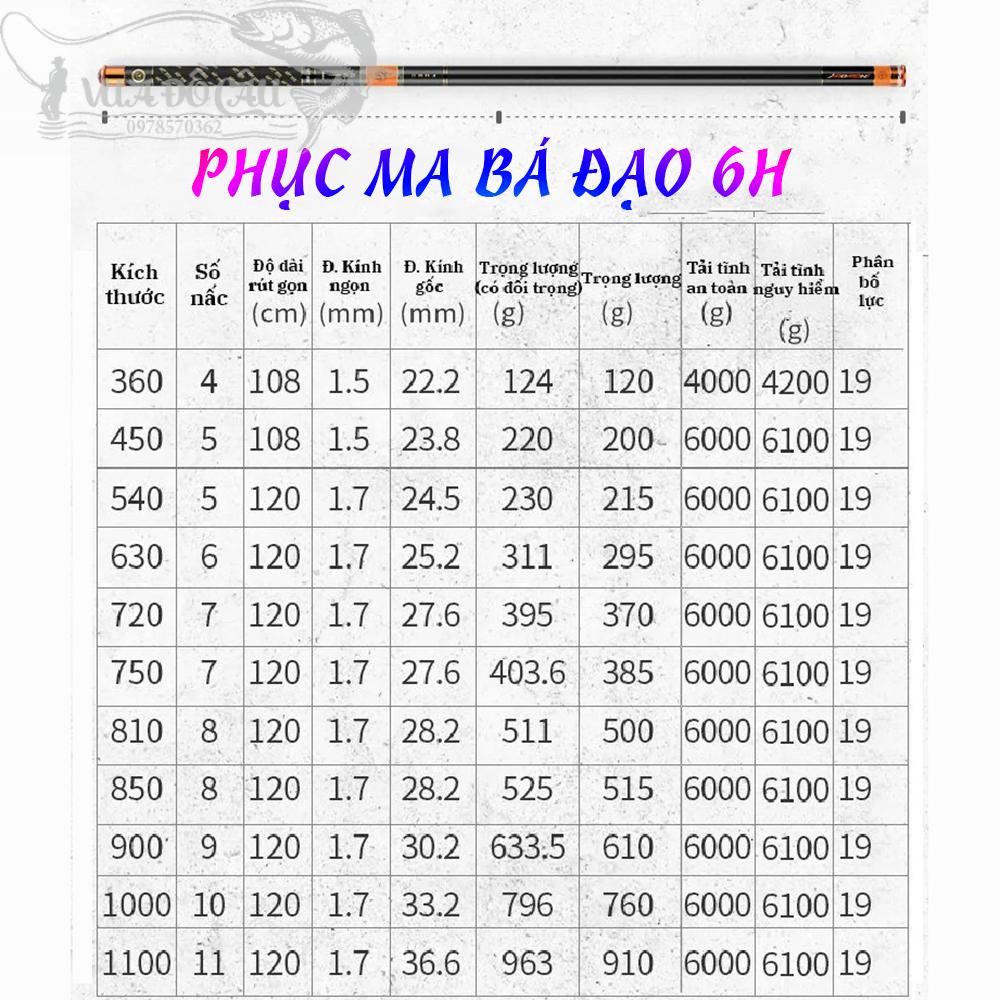 VUA ĐỒ CÂU
0978570362
PHỤC MA BÁ ĐẠO 6H
Kích thước Số nấc Độ dài rút gọn (cm) Đ. Kính ngọn (mm) Đ. Kính gốc (mm) Trọng lượng (có đối trọng) (g) Trọng lượng (g) Tải tĩnh an toàn (g) Tải tĩnh nguy hiểm (g) Phân bố lực
360 4 108 1.5 22.2 124 120 4000 4200 19
450 5 108 1.5 23.8 220 200 6000 6100 19
540 5 120 1.7 24.5 230 215 6000 6100 19
630 6 120 1.7 25.2 311 295 6000 6100 19
720 7 120 1.7 27.6 395 370 6000 6100 19
750 7 120 1.7 27.6 403.6 385 6000 6100 19
810 8 120 1.7 28.2 511 500 6000 6100 19
850 8 120 1.7 28.2 525 515 6000 6100 19
900 9 120 1.7 30.2 633.5 610 6000 6100 19
1000 10 120 1.7 33.2 796 760 6000 6100 19
1100 11 120 1.7 36.6 963 910 6000 6100 19